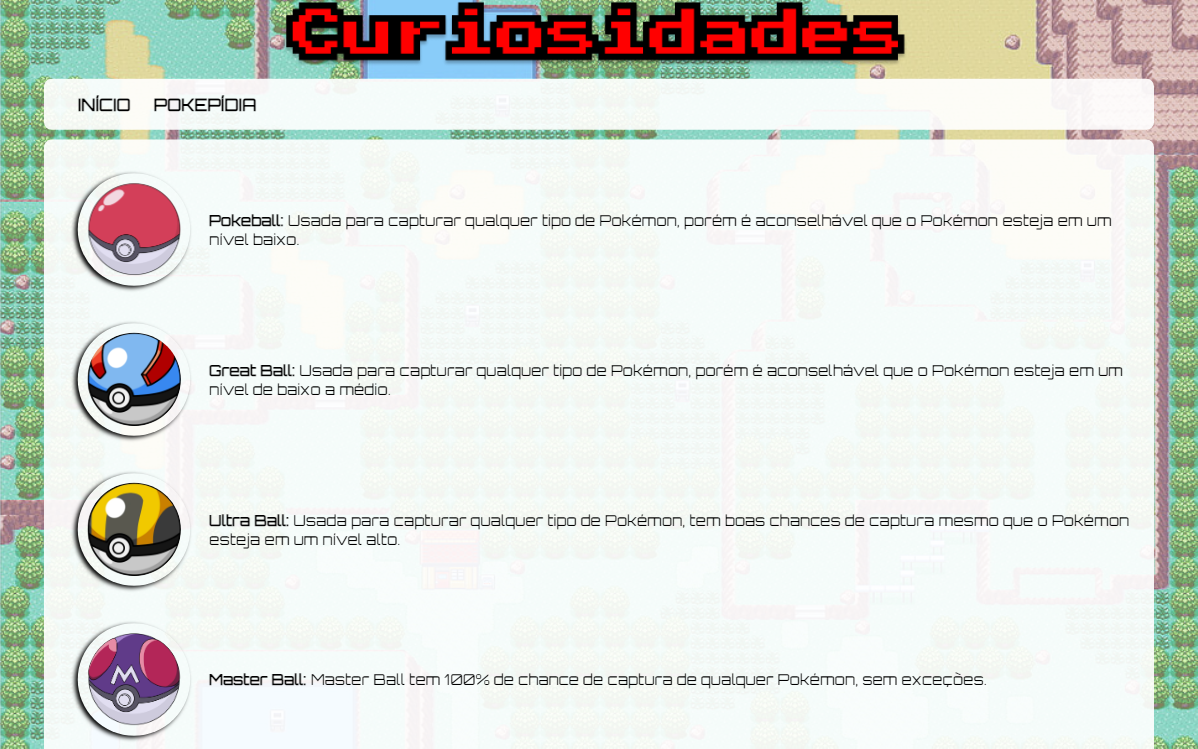 Curiosidades
INÍCIO POKEPÍDIA
Pokeball: Usada para capturar qualquer tipo de Pokémon, porém é aconselhável que o Pokémon esteja em um
nível baixo.
Great Ball: Usada para capturar qualquer tipo de Pokémon, porém é aconselhável que o Pokémon esteja em um
nível de baixo a médio.
Ultra Ball: Usada para capturar qualquer tipo de Pokémon, tem boas chances de captura mesmo que o Pokémon
esteja em um nível alto.
M
Master Ball: Master Ball tem 100% de chance de captura de qualquer Pokémon, sem exceções.